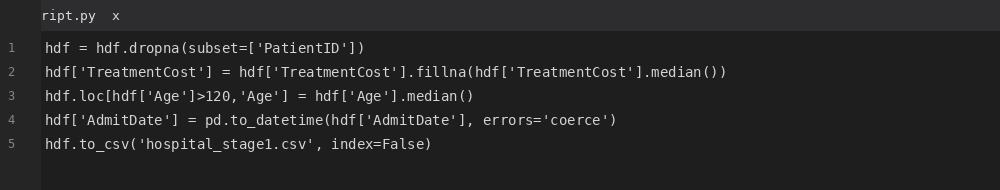 ript.py x
1 hdf = hdf.dropna(subset=['PatientID'])
2 hdf['TreatmentCost'] = hdf['TreatmentCost'].fillna(hdf['TreatmentCost'].median())
3 hdf.loc[hdf['Age']>120,'Age'] = hdf['Age'].median()
4 hdf['AdmitDate'] = pd.to_datetime(hdf['AdmitDate'], errors='coerce')
5 hdf.to_csv('hospital_stage1.csv', index=False)